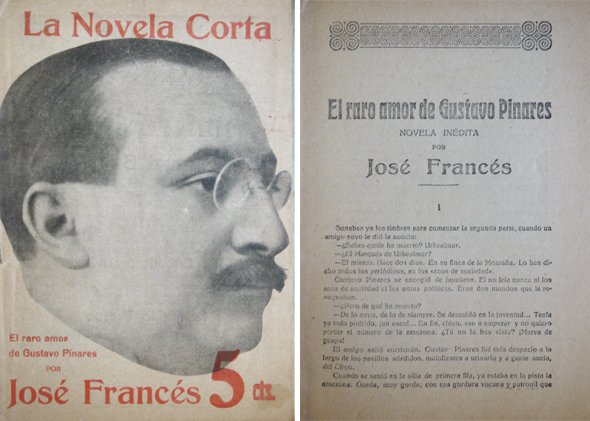 La Novela Corta
El raro amor
de Gustavo Pinares
POR
José Francés
5 cts.
El raro amor de Gustavo Pinares
NOVELA INÉDITA
POR
José Francés
I
Sonaban ya los timbres para comenzar la segunda parte, cuando un
amigo suyo le dió la noticia:
—¿Sabes quién ha muerto? Urbealmar.
—¿El Marqués de Urbealmar?
—El mismo. Hace dos días. En su finca de la Montaña. Lo han di-
cho todos los periódicos, en los «ecos de sociedad».
Gustavo Pinares se encogió de hombros. El no leía nunca ni los
ecos de sociedad ni las notas políticas. Eran dos mundos que le re-
pugnaban...
—¿Pero de qué ha muerto?
—De lo suyo, de lo de siempre. Se descuidó en la juventud... Tenía
ya todo podrido, ¡un asco!... En fin, chico, van a empezar y no quiero
perder el número de la amazona. ¿Tú no la has visto? ¡Marca de
guapa!
El amigo salió corriendo. Gustavo Pinares fué más despacio a lo
largo de los pasillos sórdidos, malolientes a urinario y a gente sucia,
del Circo.
Cuando se sentó en la silla de primera fila, ya estaba en la pista la
amazona. Gorda, muy gorda; con esa gordura vacuna y patronil que